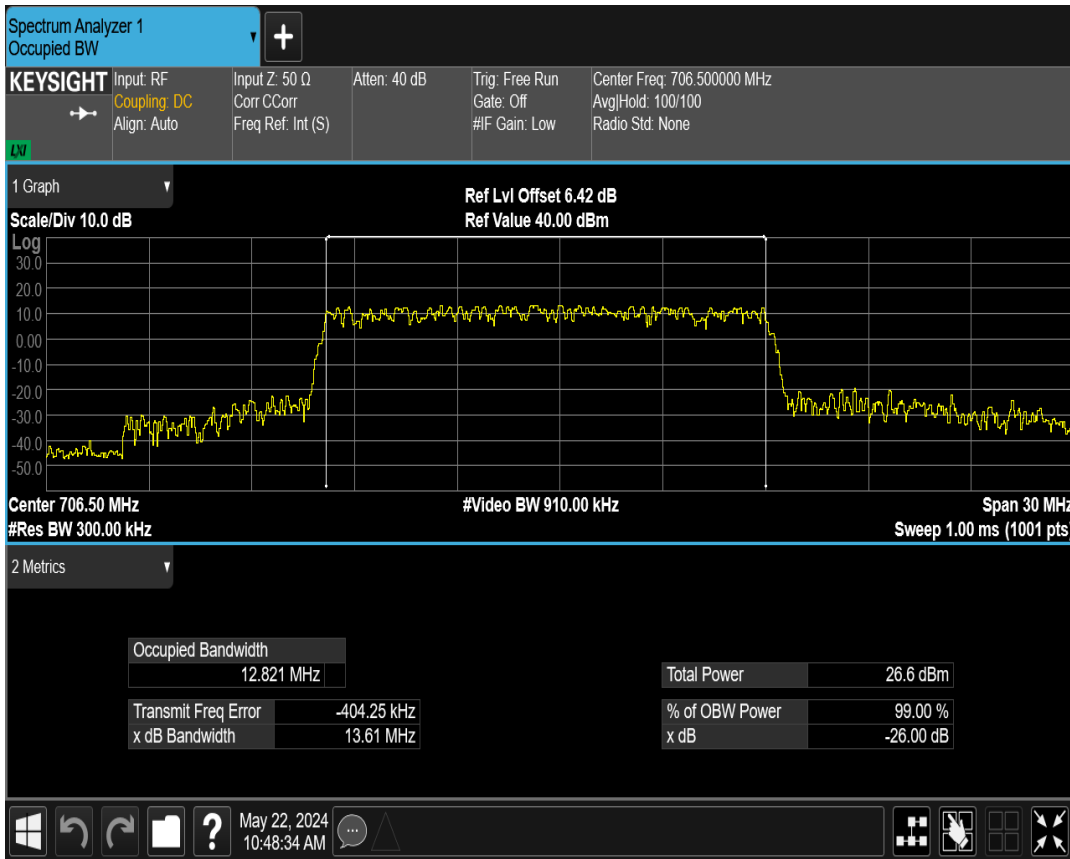 Spectrum Analyzer 1
Occupied BW
+
KEYSIGHT
LXI
Input: RF
Coupling: DC
Align: Auto
Input Z: 50 Ω
Corr CCorr
Freq Ref: Int (S)
Atten: 40 dB
Trig: Free Run
Gate: Off
#IF Gain: Low
Center Freq: 706.500000 MHz
Avg|Hold: 100/100
Radio Std: None
1 Graph
Scale/Div 10.0 dB
Ref Lvl Offset 6.42 dB
Ref Value 40.00 dBm
Log
30.0
20.0
10.0
0.00
-10.0
-20.0
-30.0
-40.0
-50.0
Center 706.50 MHz
#Video BW 910.00 kHz
Span 30 MHz
#Res BW 300.00 kHz
Sweep 1.00 ms (1001 pts)
2 Metrics
Occupied Bandwidth
12.821 MHz
Transmit Freq Error -404.25 kHz
x dB Bandwidth 13.61 MHz
Total Power 26.6 dBm
% of OBW Power 99.00 %
x dB -26.00 dB
?
May 22, 2024
10:48:34 AM